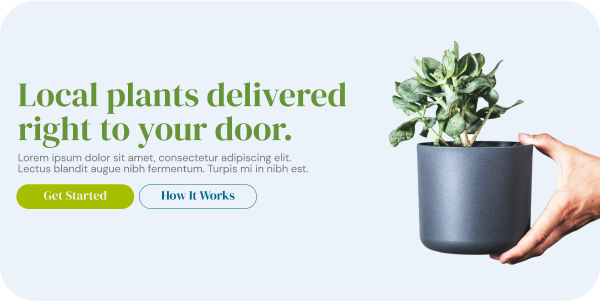 Local plants delivered
right to your door.
Lorem ipsum dolor sit amet, consectetur adipiscing elit.
Lectus blandit augue nibh fermentum. Turpis mi in nibh est.
Get Started
How It Works